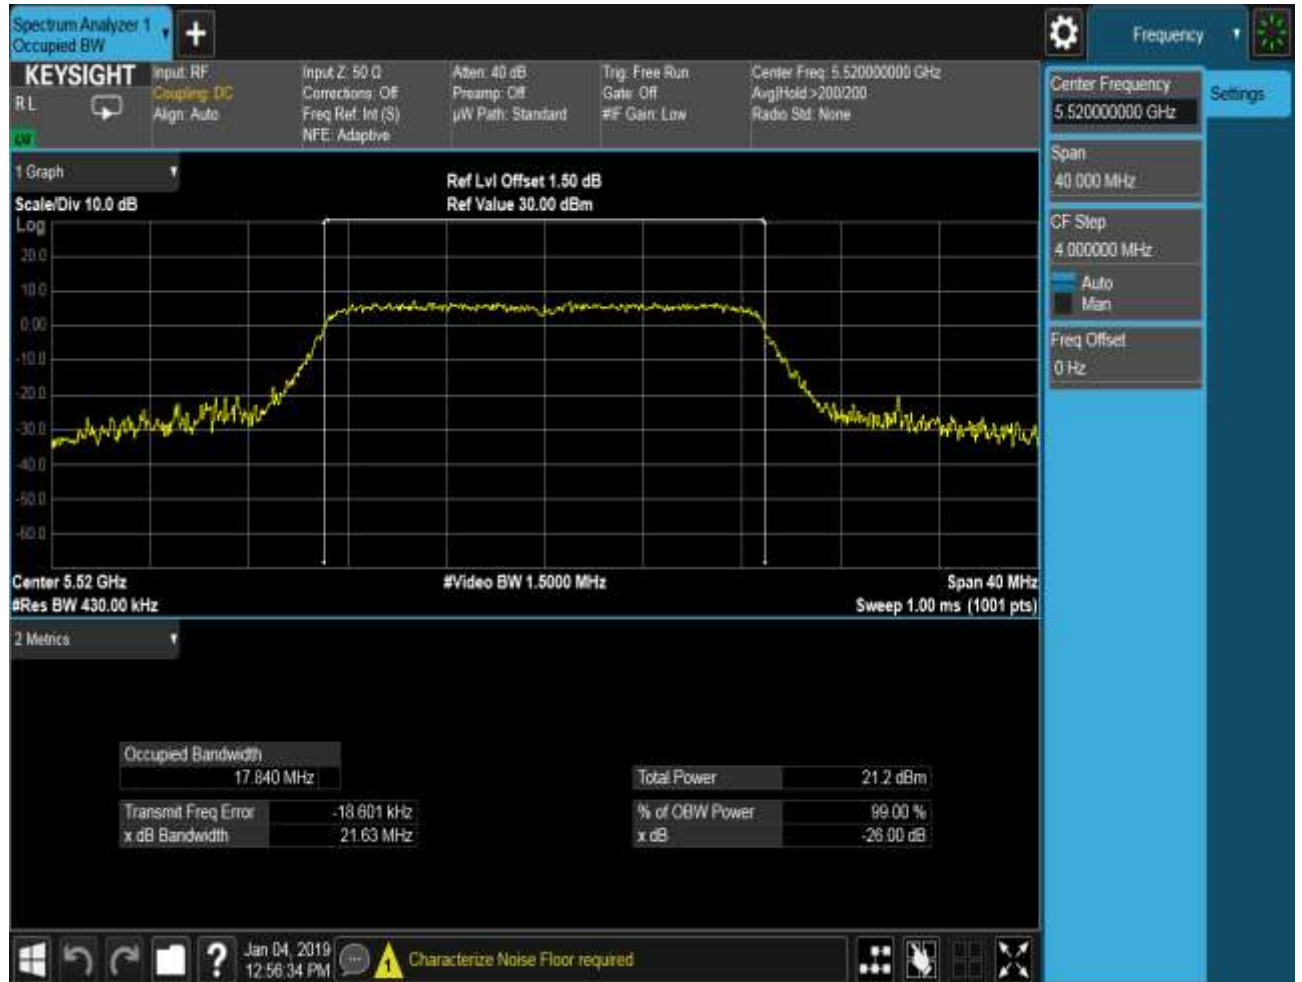 Spectrum Analyzer 1
Occupied BW
Frequency
KEYSIGHT
RL
Input: RF
Coupling: DC
Align: Auto
Input Z: 50 Ω
Corrections: Off
Freq Ref: Int (S)
NFE: Adaptive
Atten: 40 dB
Preamp: Off
µW Path: Standard
Trig: Free Run
Gate: Off
#IF Gain: Low
Center Freq: 5.520000000 GHz
Avg|Hold:>200/200
Radio Std: None
Center Frequency
5.520000000 GHz
Settings
Span
40.000 MHz
CF Step
4.000000 MHz
Auto
Man
Freq Offset
0 Hz
1 Graph
Scale/Div 10.0 dB
Ref Lvl Offset 1.50 dB
Ref Value 30.00 dBm
Log
20.0
10.0
0.00
-10.0
-20.0
-30.0
-40.0
-50.0
-60.0
Center 5.52 GHz
#Video BW 1.5000 MHz
Span 40 MHz
#Res BW 430.00 kHz
Sweep 1.00 ms (1001 pts)
2 Metrics
Occupied Bandwidth
17.840 MHz
Total Power 21.2 dBm
Transmit Freq Error -18.601 kHz
% of OBW Power 99.00 %
x dB Bandwidth 21.63 MHz
x dB -26.00 dB
Jan 04, 2019
12:56:34 PM
1
Characterize Noise Floor required